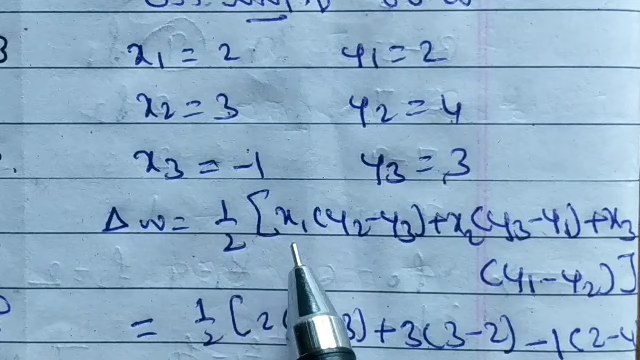 x1 = 2 y1 = 2
x2 = 3 y2 = 4
x3 = -1 y3 = 3
Δ w = 1/2 [x1(y2-y3)+x2(y3-y1)+x3
(y1-y2)]
= 1/2 [2( 3)+3(3-2)-1(2-4